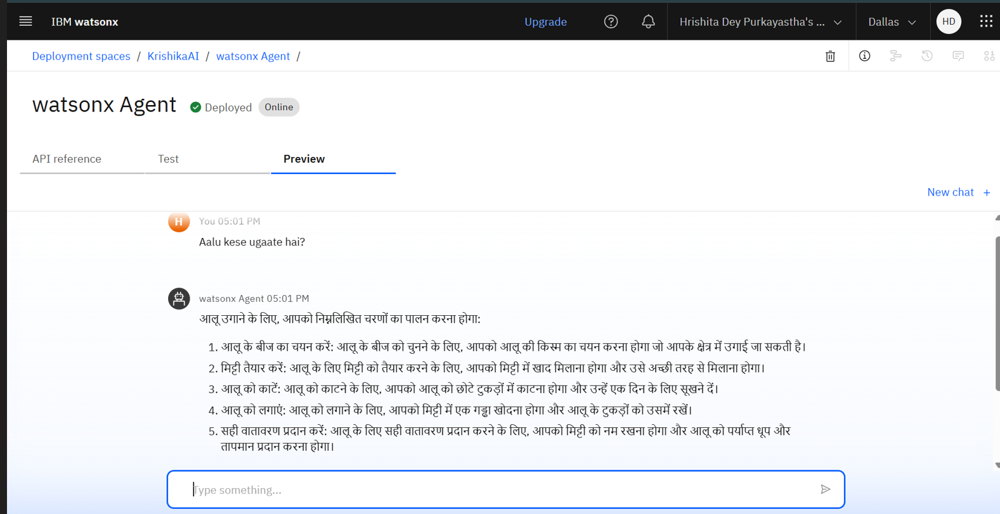 IBM watsonx
Upgrade
Hrishita Dey Purkayastha's ...
Dallas
HD
Deployment spaces / KrishikaAI / watsonx Agent /
watsonx Agent
Deployed
Online
API reference
Test
Preview
New chat +
H
You 05:01 PM
Aalu kese ugaate hai?
watsonx Agent 05:01 PM
आलू उगाने के लिए, आपको निम्नलिखित चरणों का पालन करना होगा:
1. आलू के बीज का चयन करें: आलू के बीज को चुनने के लिए, आपको आलू की किस्म का चयन करना होगा जो आपके क्षेत्र में उगाई जा सकती है।
2. मिट्टी तैयार करें: आलू के लिए मिट्टी को तैयार करने के लिए, आपको मिट्टी में खाद मिलाना होगा और उसे अच्छी तरह से मिलाना होगा।
3. आलू को काटें: आलू को काटने के लिए, आपको आलू को छोटे टुकड़ों में काटना होगा और उन्हें एक दिन के लिए सूखने दें।
4. आलू को लगाएं: आलू को लगाने के लिए, आपको मिट्टी में एक गड्ढा खोदना होगा और आलू के टुकड़ों को उसमें रखें।
5. सही वातावरण प्रदान करें: आलू के लिए सही वातावरण प्रदान करने के लिए, आपको मिट्टी को नम रखना होगा और आलू को पर्याप्त धूप और
तापमान प्रदान करना होगा।
Type something...